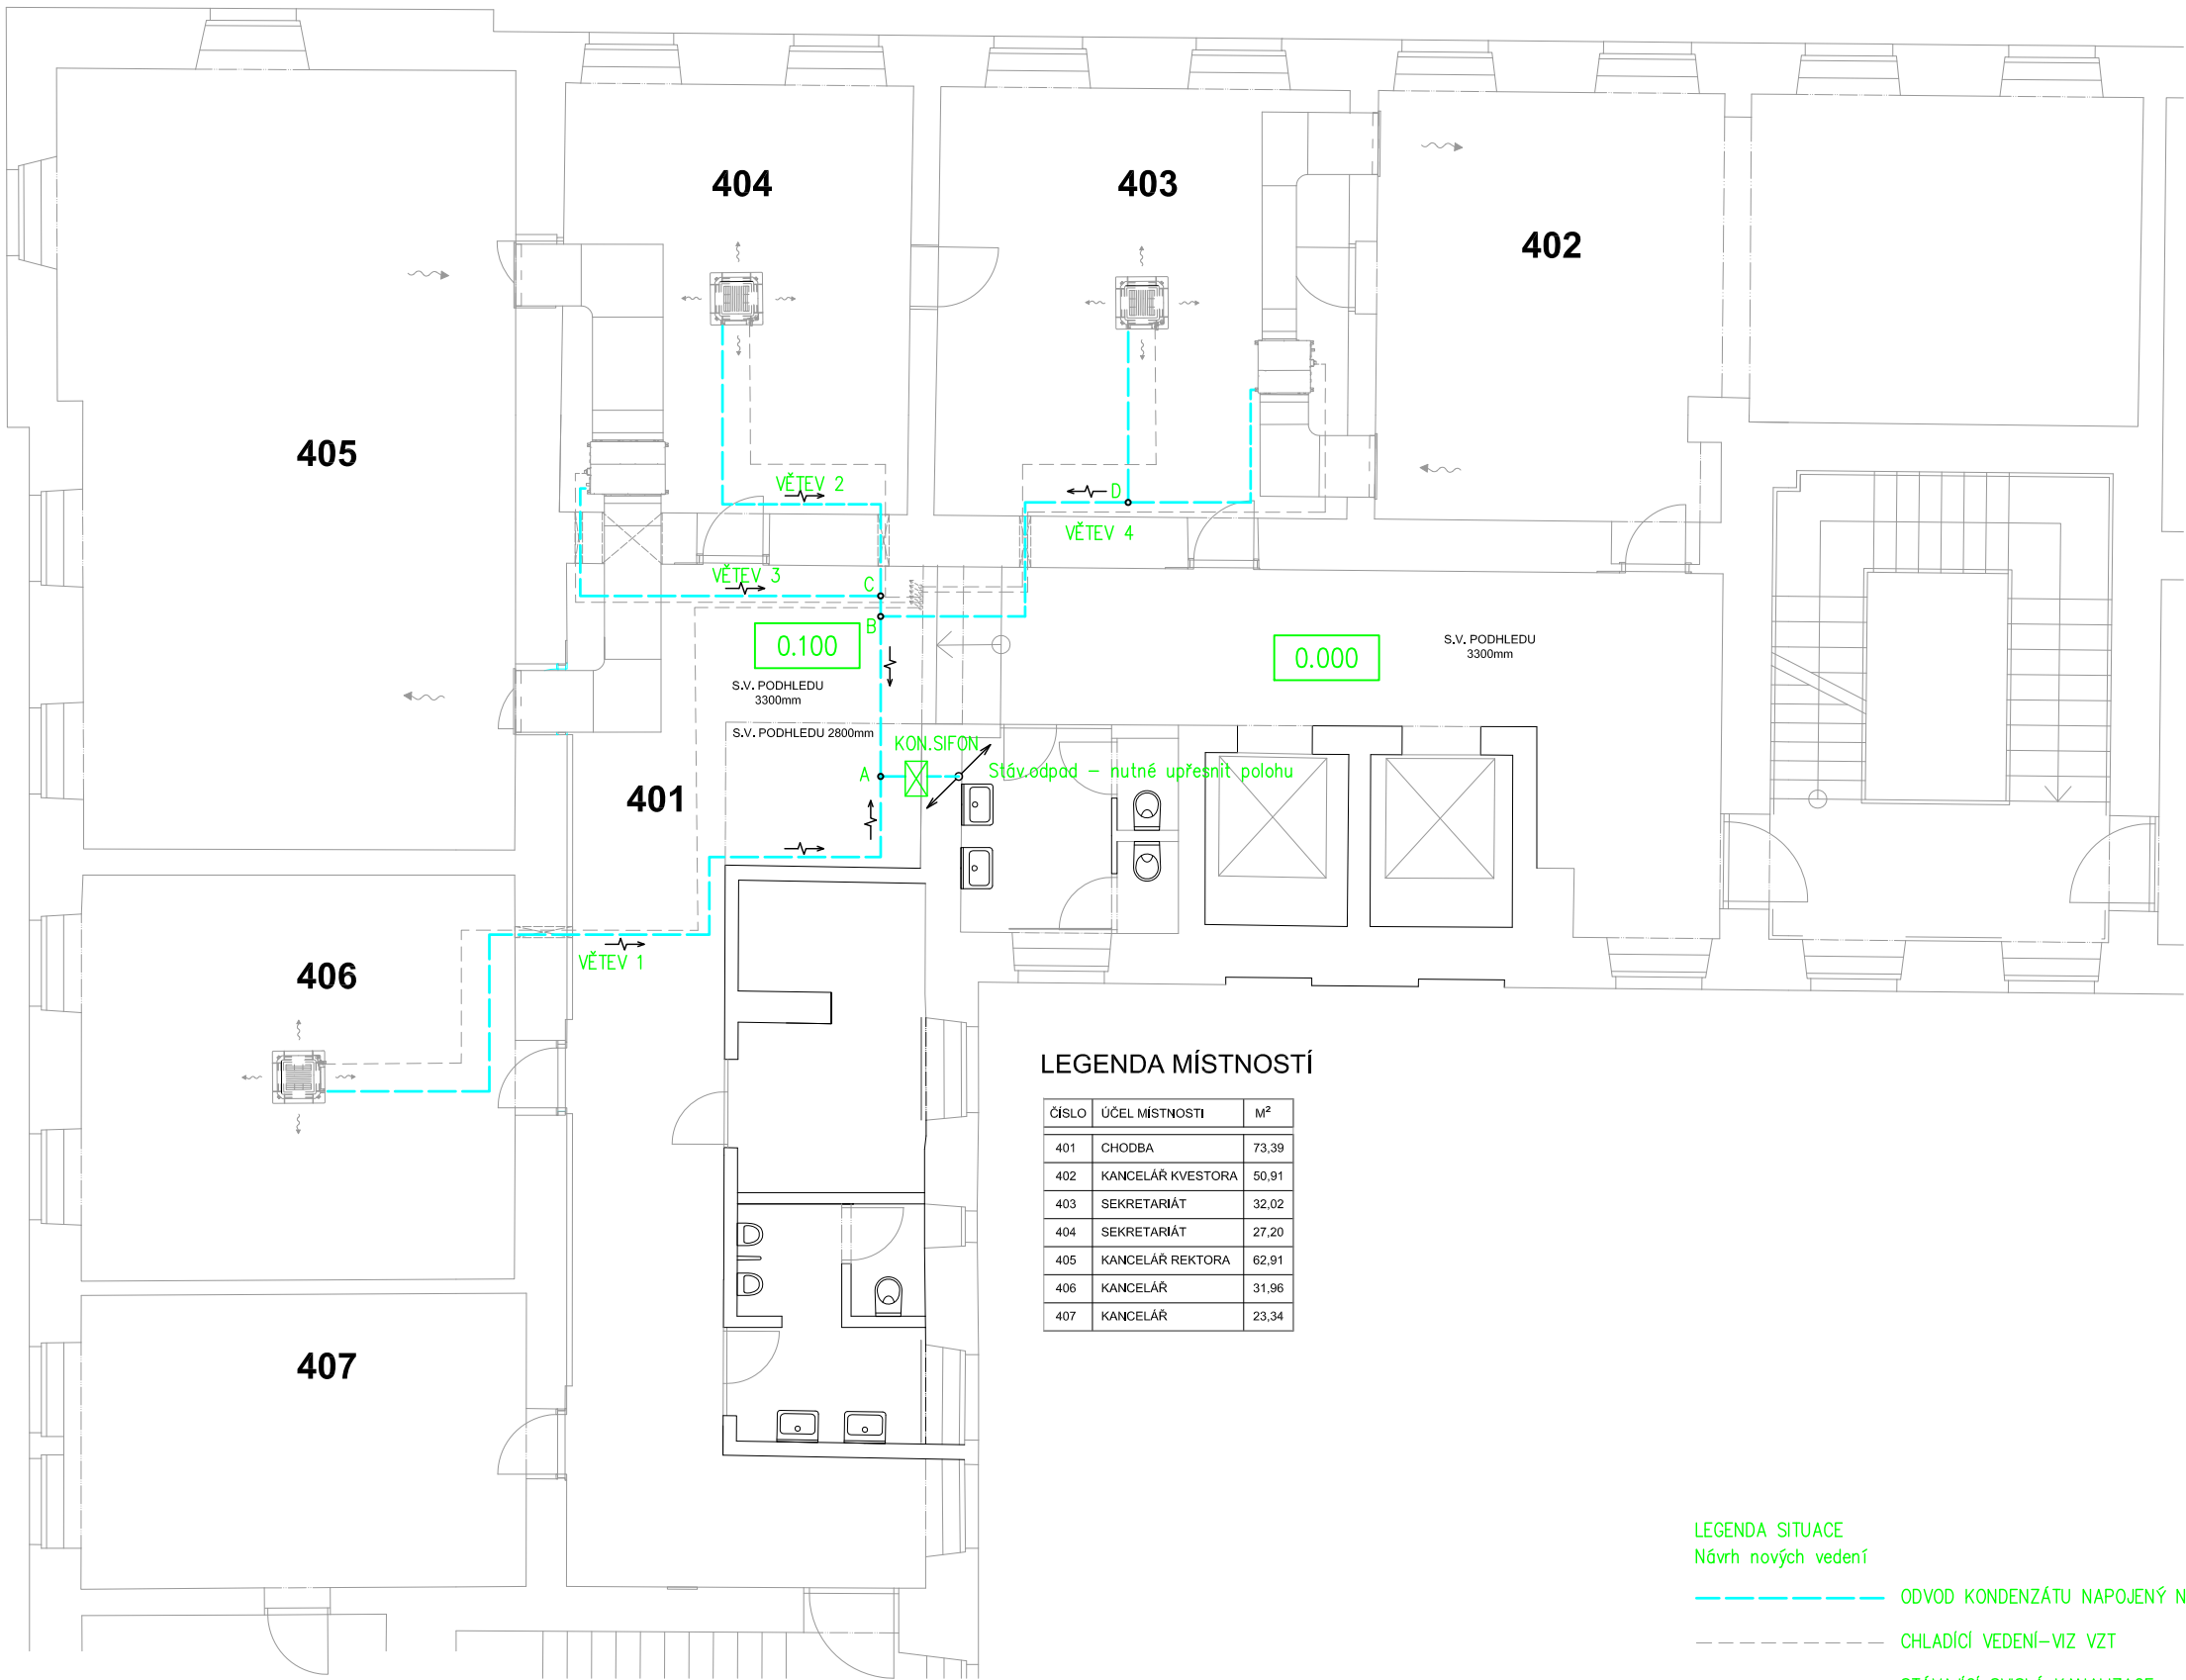 404
403
402
405
VĚTEV 2
D
VĚTEV 4
VĚTEV 3
C
B
0.100
0.000
S.V. PODHLEDU
3300mm
S.V. PODHLEDU
3300mm
S.V. PODHLEDU 2800mm
KON.SIFON
A
Stáv.odpad – nutné upřesnit polohu
401
VĚTEV 1
406
407
LEGENDA MÍSTNOSTÍ
ČÍSLO ÚČEL MÍSTNOSTI M²
401 CHODBA 73,39
402 KANCELÁŘ KVESTORA 50,91
403 SEKRETARIÁT 32,02
404 SEKRETARIÁT 27,20
405 KANCELÁŘ REKTORA 62,91
406 KANCELÁŘ 31,96
407 KANCELÁŘ 23,34
LEGENDA SITUACE
Návrh nových vedení
ODVOD KONDENZÁTU NAPOJENÝ N
CHLADÍCÍ VEDENÍ–VIZ VZT